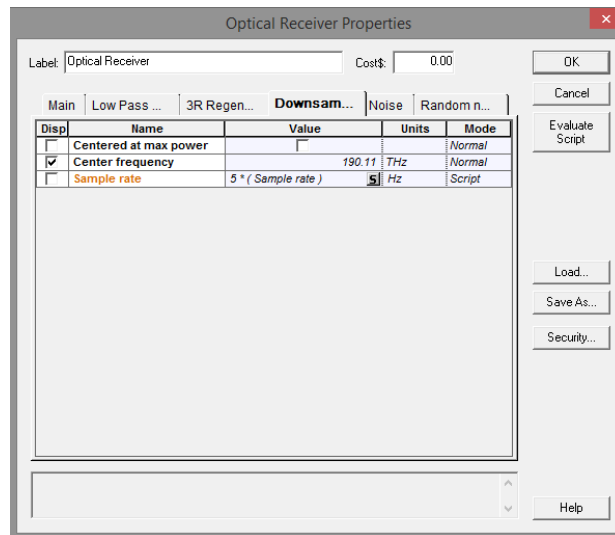 Optical Receiver Properties
Label: Optical Receiver Cost$: 0.00 OK
Cancel
Main Low Pass ... 3R Regen... Downsam... Noise Random n...
Evaluate Script
Disp Name Value Units Mode
Centered at max power Normal
Center frequency 190.11 THz Normal
Sample rate 5 * ( Sample rate ) S Hz Script
Load...
Save As...
Security...
Help